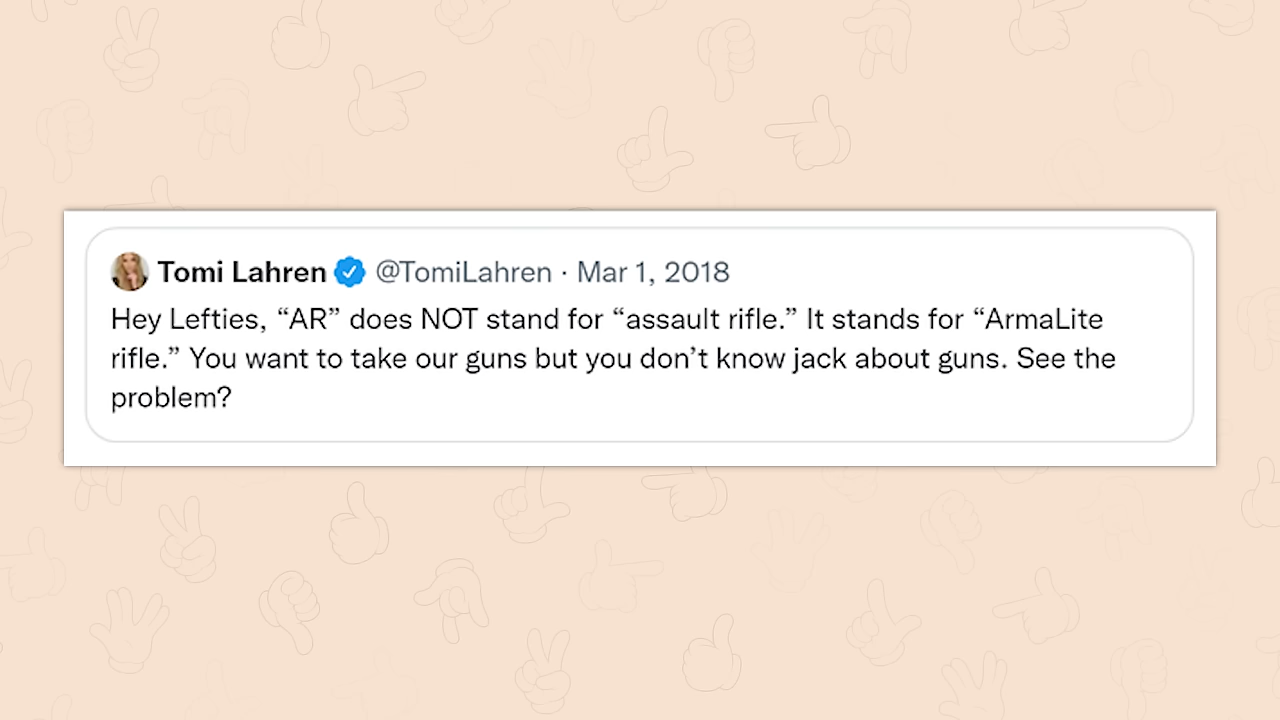 Tomi Lahren @TomiLahren · Mar 1, 2018
Hey Lefties, “AR” does NOT stand for “assault rifle.” It stands for “ArmaLite
rifle.” You want to take our guns but you don’t know jack about guns. See the
problem?